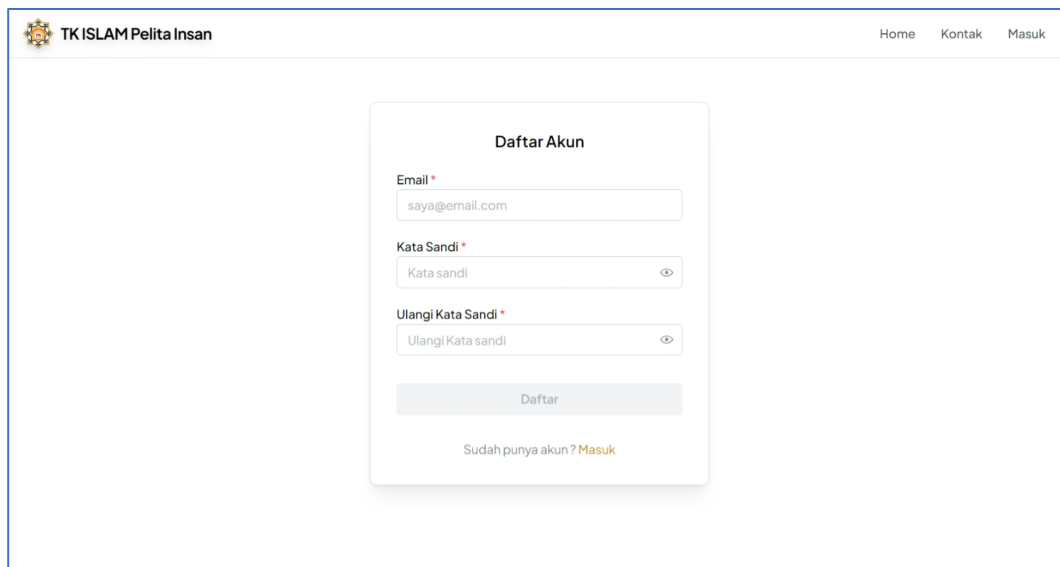 TK ISLAM Pelita Insan
Home Kontak Masuk
Daftar Akun
Email *
saya@email.com
Kata Sandi *
Kata sandi
Ulangi Kata Sandi *
Ulangi Kata sandi
Daftar
Sudah punya akun ? Masuk